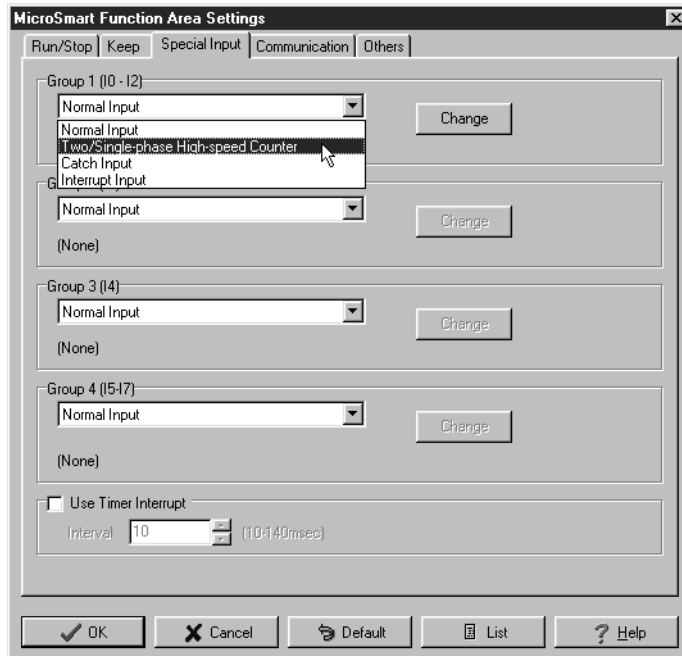 MicroSmart Function Area Settings
Run/Stop Keep Special Input Communication Others
Group 1 (I0 - I2)
Normal Input
Change
Normal Input
Two/Single-phase High-speed Counter
Catch Input
Interrupt Input
Normal Input
Change
(None)
Group 3 (I4)
Normal Input
Change
(None)
Group 4 (I5-I7)
Normal Input
Change
(None)
Use Timer Interrupt
Interval 10 (10-140msec)
OK Cancel Default List Help